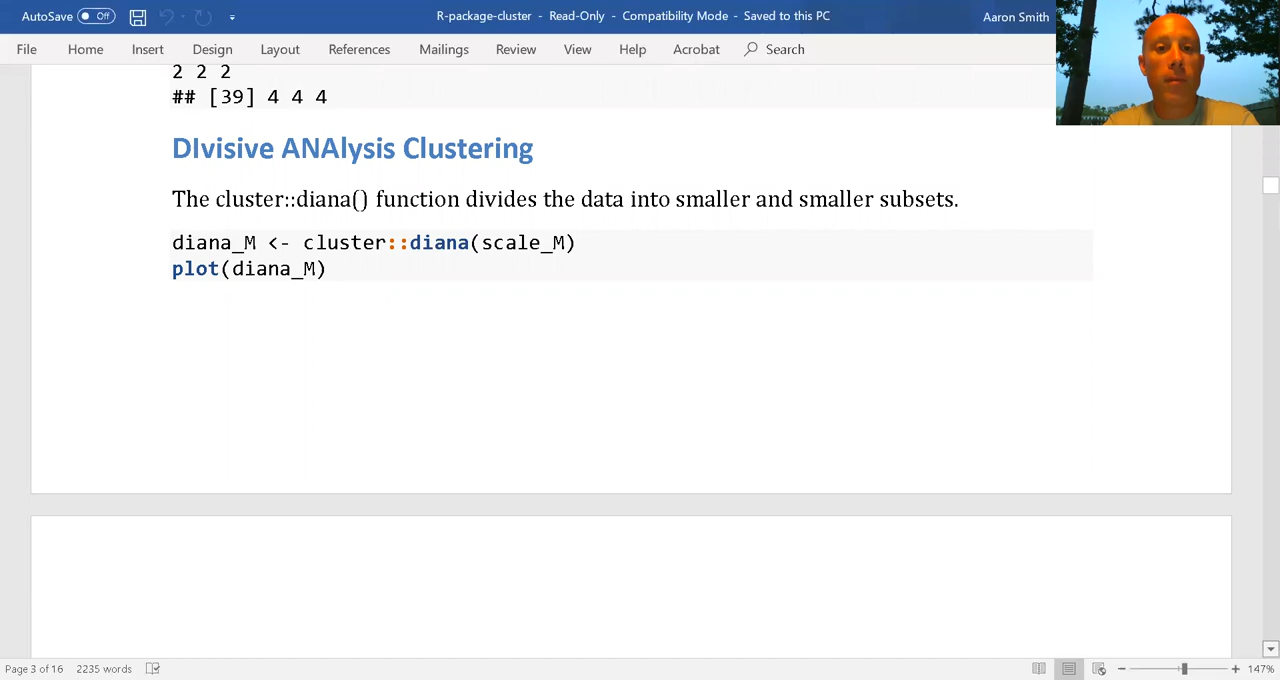 AutoSave Off R-package-cluster - Read-Only - Compatibility Mode - Saved to this PC Aaron Smith
File Home Insert Design Layout References Mailings Review View Help Acrobat Search
2 2 2
## [39] 4 4 4
DIvisive ANAlysis Clustering
The cluster::diana() function divides the data into smaller and smaller subsets.
diana_M <- cluster::diana(scale_M)
plot(diana_M)
Page 3 of 16 2235 words 147%